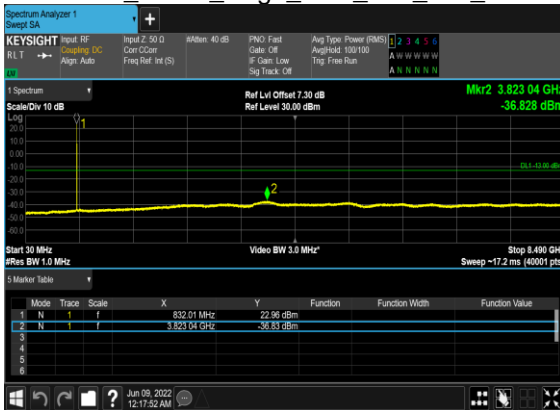 Spectrum Analyzer 1
Swept SA
+
KEYSIGHT Input: RF Input Z: 50 Ω #Atten: 40 dB PNO: Fast Avg Type: Power (RMS) 1 2 3 4 5 6
RLT Coupling: DC Corr CCorr Gate: Off Avg|Hold: 100/100 A W W W W W
Align: Auto Freq Ref: Int (S) IF Gain: Low Trig: Free Run
Sig Track: Off A N N N N N
1 Spectrum Ref Lvl Offset 7.30 dB Mkr2 3.823 04 GHz
Scale/Div 10 dB Ref Level 30.00 dBm -36.828 dBm
Log
20.0
10.0
0.00
-10.0
DL1 -13.00 dBm
-20.0
-30.0
-40.0
-50.0
-60.0
1
2
Start 30 MHz Video BW 3.0 MHz* Stop 8.490 GH
#Res BW 1.0 MHz Sweep ~17.2 ms (40001 pts
5 Marker Table
Mode Trace Scale X Y Function Function Width Function Value
1 N 1 f 832.01 MHz 22.96 dBm
2 N 1 f 3.823 04 GHz -36.83 dBm
3
4
5
6
? Jun 09, 2022
12:17:52 AM